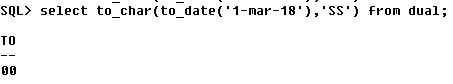 SQL> select to_char(to_date('1-mar-18'),'SS') from dual;
TO
--
00